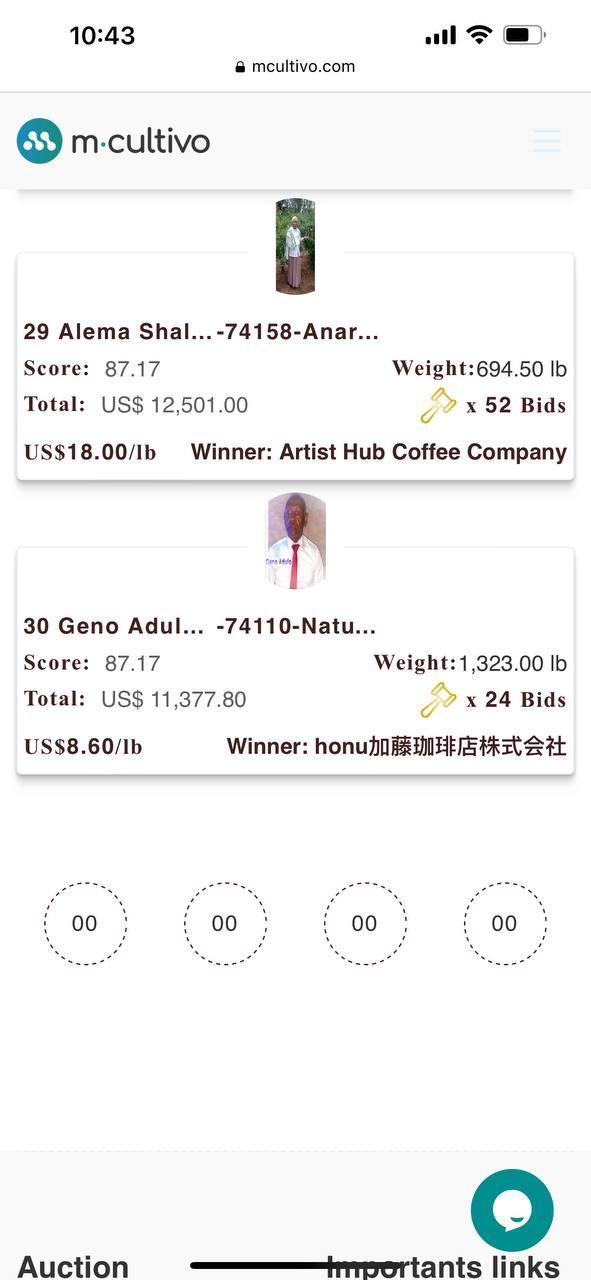 10:43
mcultivo.com
m·cultivo
29 Alema Shal... -74158-Anar...
Score: 87.17 Weight:694.50 lb
Total: US$ 12,501.00 x 52 Bids
US$18.00/lb Winner: Artist Hub Coffee Company
Geno Adula
30 Geno Adul... -74110-Natu...
Score: 87.17 Weight:1,323.00 lb
Total: US$ 11,377.80 x 24 Bids
US$8.60/lb Winner: honu加藤珈琲店株式会社
00 00 00 00
Auction Importants links